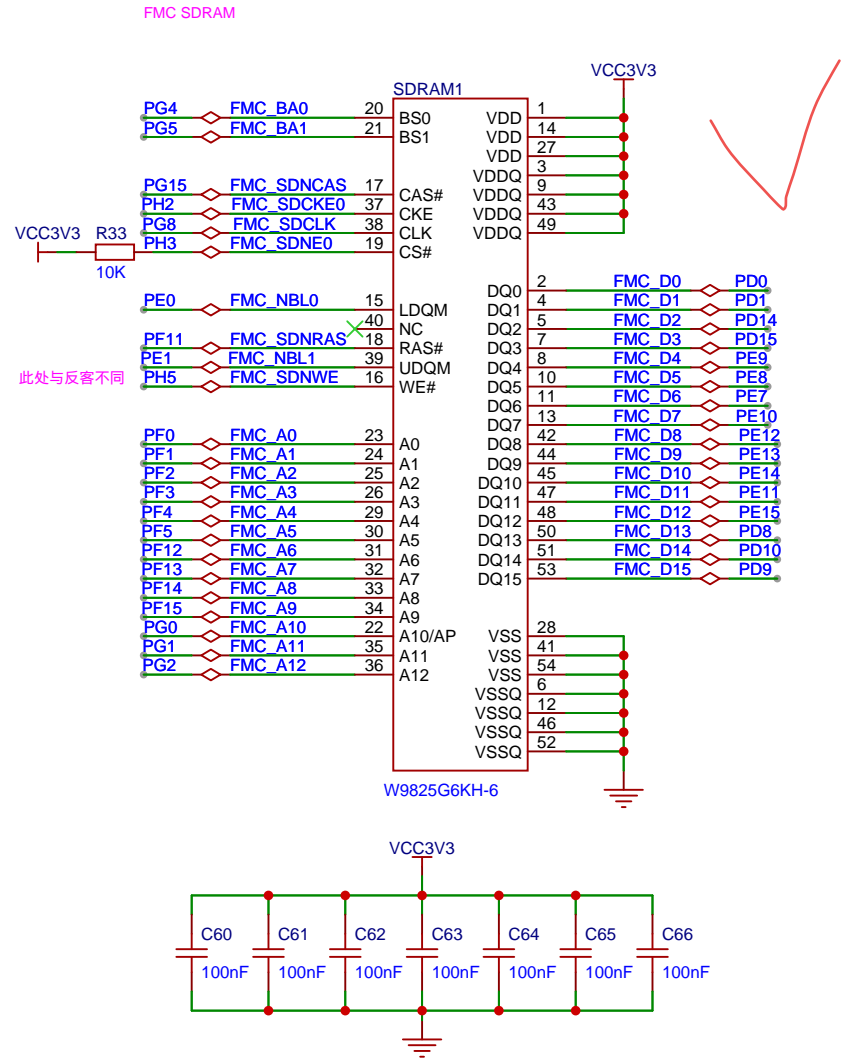 FMC SDRAM
VCC3V3
SDRAM1
PG4 FMC_BA0 20 BS0 VDD 1
PG5 FMC_BA1 21 BS1 VDD 14
VDD 27
VDDQ 3
PG15 FMC_SDNCAS 17 CAS# VDDQ 9
PH2 FMC_SDCKE0 37 CKE VDDQ 43
PG8 FMC_SDCLK 38 CLK VDDQ 49
VCC3V3 R33 PH3 FMC_SDNE0 19 CS#
10K
DQ0 2 FMC_D0 PD0
PE0 FMC_NBL0 15 LDQM DQ1 4 FMC_D1 PD1
40 NC DQ2 5 FMC_D2 PD14
PF11 FMC_SDNRAS 18 RAS# DQ3 7 FMC_D3 PD15
PE1 FMC_NBL1 39 UDQM DQ4 8 FMC_D4 PE9
此处与反客不同 PH5 FMC_SDNWE 16 WE# DQ5 10 FMC_D5 PE8
DQ6 11 FMC_D6 PE7
DQ7 13 FMC_D7 PE10
PF0 FMC_A0 23 A0 DQ8 42 FMC_D8 PE12
PF1 FMC_A1 24 A1 DQ9 44 FMC_D9 PE13
PF2 FMC_A2 25 A2 DQ10 45 FMC_D10 PE14
PF3 FMC_A3 26 A3 DQ11 47 FMC_D11 PE11
PF4 FMC_A4 29 A4 DQ12 48 FMC_D12 PE15
PF5 FMC_A5 30 A5 DQ13 50 FMC_D13 PD8
PF12 FMC_A6 31 A6 DQ14 51 FMC_D14 PD10
PF13 FMC_A7 32 A7 DQ15 53 FMC_D15 PD9
PF14 FMC_A8 33 A8
PF15 FMC_A9 34 A9
PG0 FMC_A10 22 A10/AP VSS 28
PG1 FMC_A11 35 A11 VSS 41
PG2 FMC_A12 36 A12 VSS 54
VSSQ 6
VSSQ 12
VSSQ 46
VSSQ 52
W9825G6KH-6
VCC3V3
C60 C61 C62 C63 C64 C65 C66
100nF 100nF 100nF 100nF 100nF 100nF 100nF